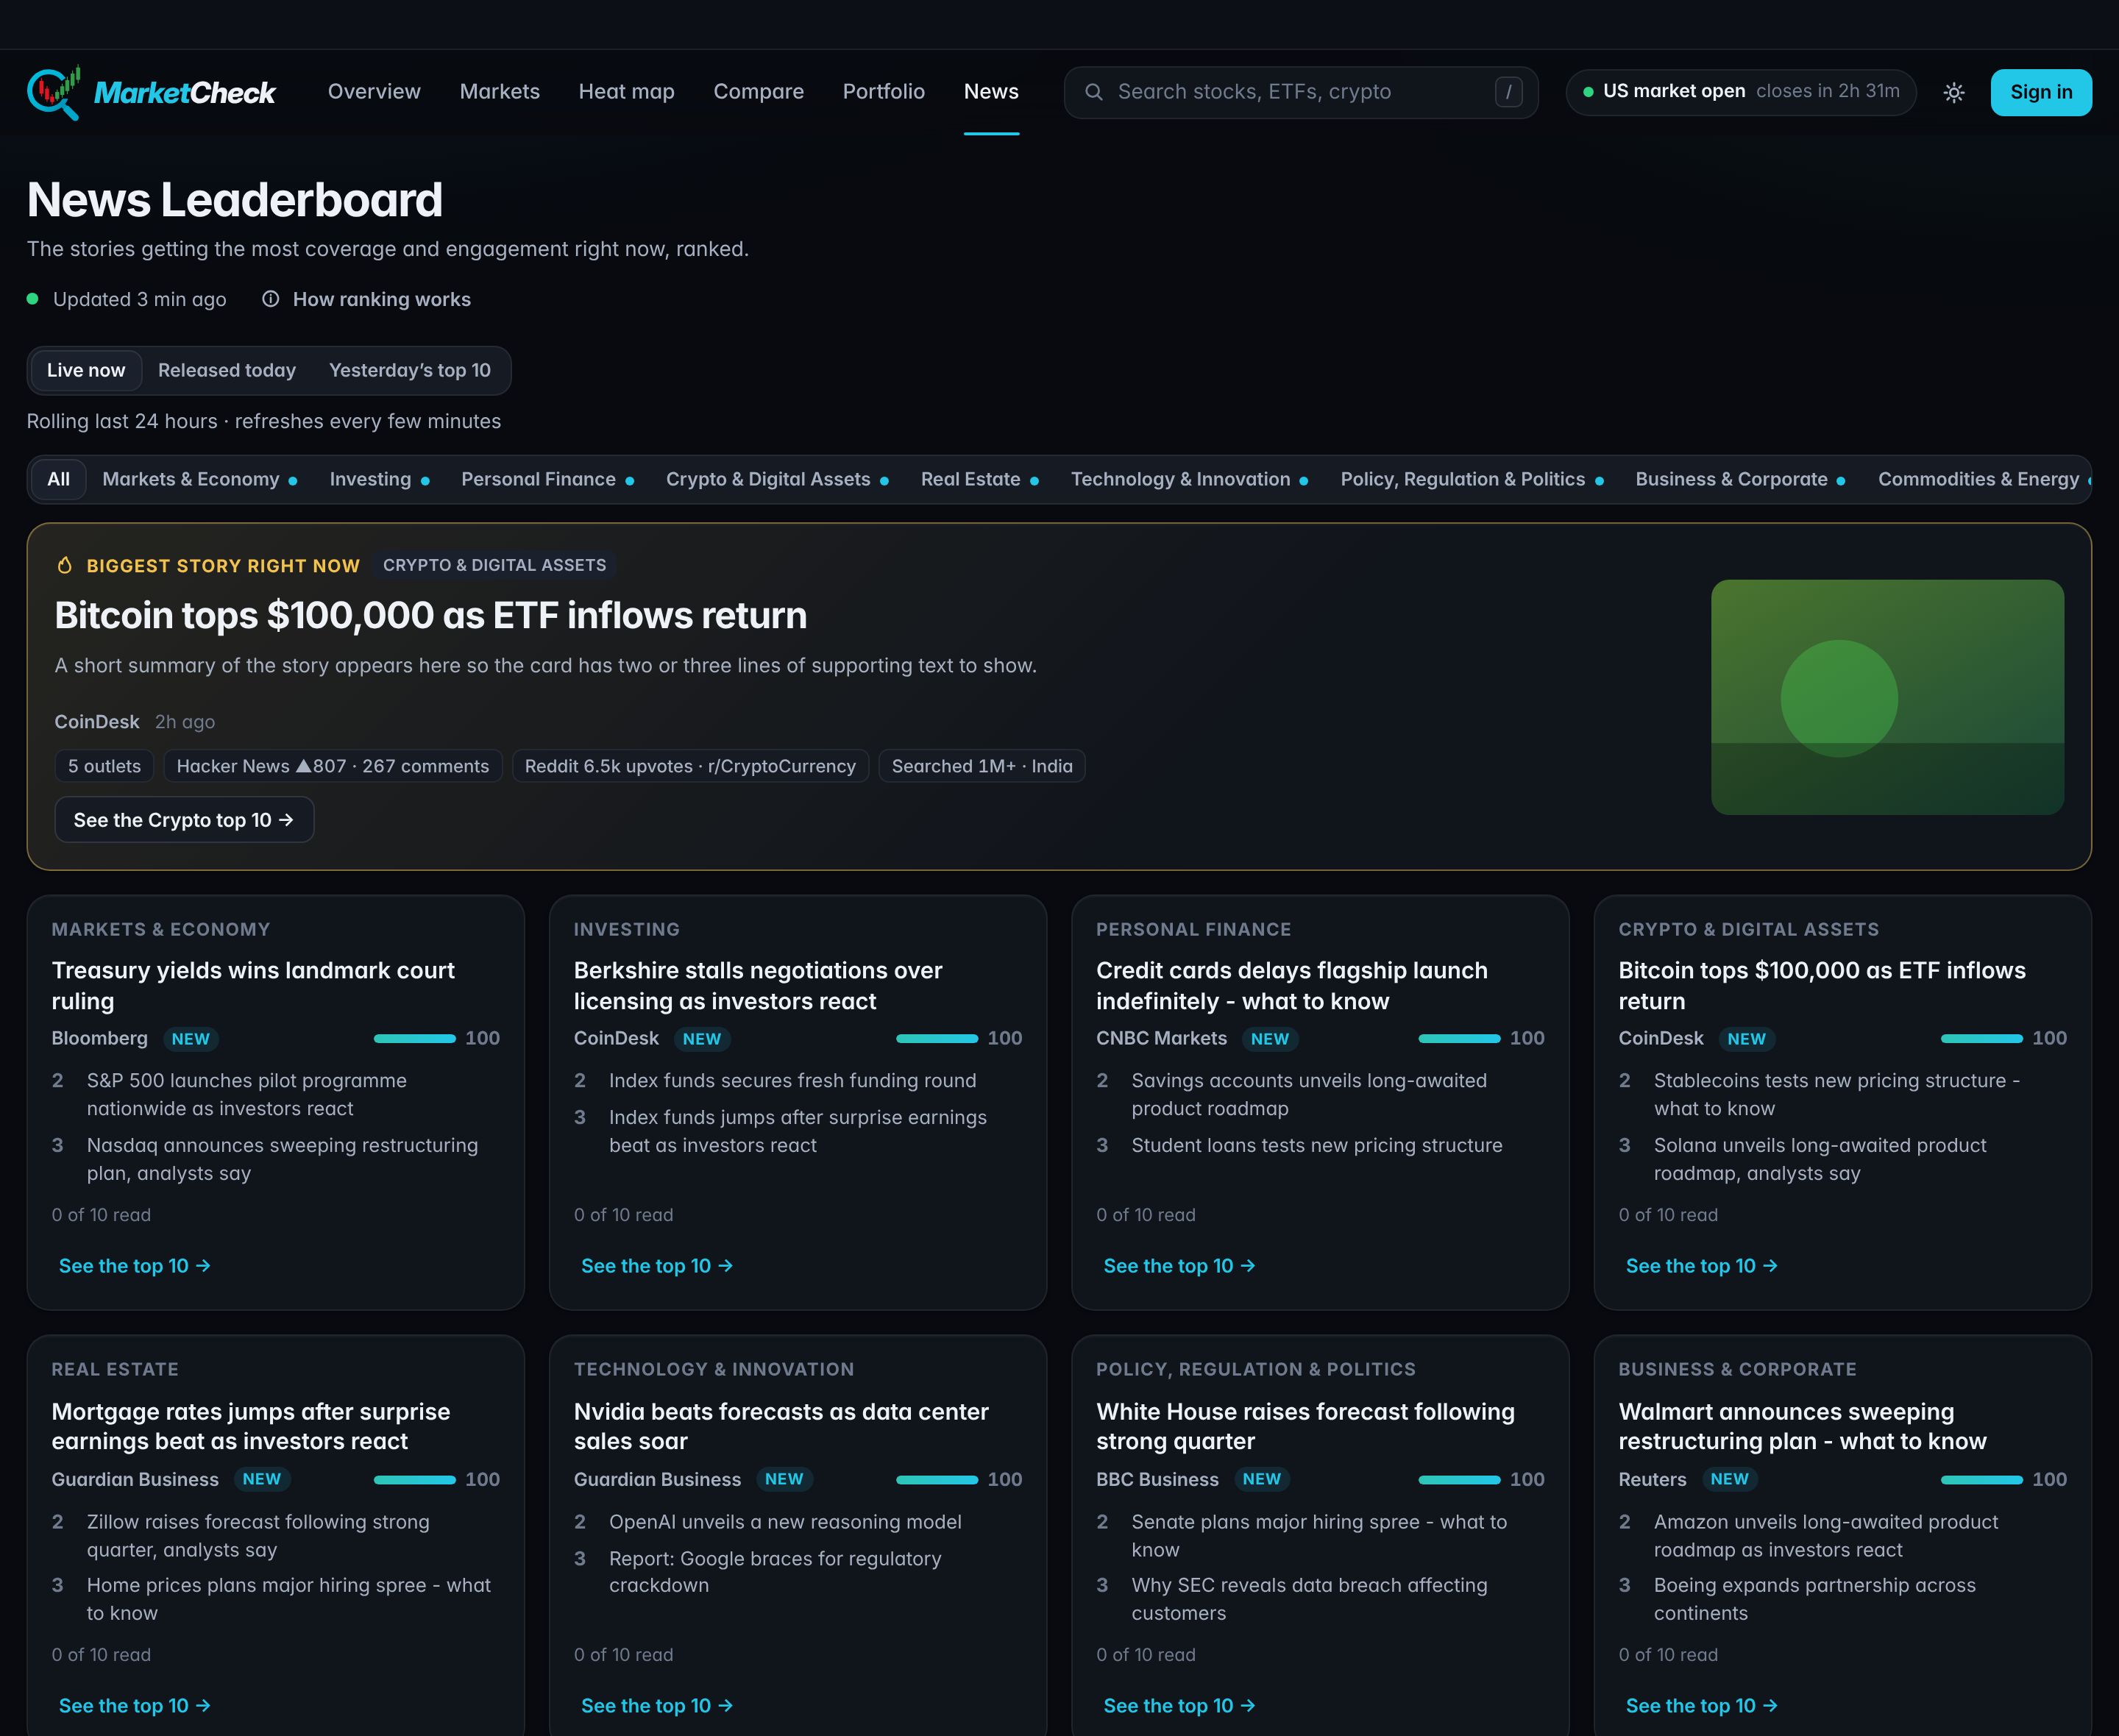 MarketCheck
Overview Markets Heat map Compare Portfolio News
Search stocks, ETFs, crypto /
US market open closes in 2h 31m
Sign in
News Leaderboard
The stories getting the most coverage and engagement right now, ranked.
Updated 3 min ago How ranking works
Live now Released today Yesterday’s top 10
Rolling last 24 hours · refreshes every few minutes
All Markets & Economy Investing Personal Finance Crypto & Digital Assets Real Estate Technology & Innovation Policy, Regulation & Politics Business & Corporate Commodities & Energy
BIGGEST STORY RIGHT NOW CRYPTO & DIGITAL ASSETS
Bitcoin tops $100,000 as ETF inflows return
A short summary of the story appears here so the card has two or three lines of supporting text to show.
CoinDesk 2h ago
5 outlets Hacker News ▲807 · 267 comments Reddit 6.5k upvotes · r/CryptoCurrency Searched 1M+ · India
See the Crypto top 10 →
MARKETS & ECONOMY
Treasury yields wins landmark court
ruling
Bloomberg NEW 100
2 S&P 500 launches pilot programme
nationwide as investors react
3 Nasdaq announces sweeping restructuring
plan, analysts say
0 of 10 read
See the top 10 →
INVESTING
Berkshire stalls negotiations over
licensing as investors react
CoinDesk NEW 100
2 Index funds secures fresh funding round
3 Index funds jumps after surprise earnings
beat as investors react
0 of 10 read
See the top 10 →
PERSONAL FINANCE
Credit cards delays flagship launch
indefinitely - what to know
CNBC Markets NEW 100
2 Savings accounts unveils long-awaited
product roadmap
3 Student loans tests new pricing structure
0 of 10 read
See the top 10 →
CRYPTO & DIGITAL ASSETS
Bitcoin tops $100,000 as ETF inflows
return
CoinDesk NEW 100
2 Stablecoins tests new pricing structure -
what to know
3 Solana unveils long-awaited product
roadmap, analysts say
0 of 10 read
See the top 10 →
REAL ESTATE
Mortgage rates jumps after surprise
earnings beat as investors react
Guardian Business NEW 100
2 Zillow raises forecast following strong
quarter, analysts say
3 Home prices plans major hiring spree - what
to know
0 of 10 read
See the top 10 →
TECHNOLOGY & INNOVATION
Nvidia beats forecasts as data center
sales soar
Guardian Business NEW 100
2 OpenAI unveils a new reasoning model
3 Report: Google braces for regulatory
crackdown
0 of 10 read
See the top 10 →
POLICY, REGULATION & POLITICS
White House raises forecast following
strong quarter
BBC Business NEW 100
2 Senate plans major hiring spree - what to
know
3 Why SEC reveals data breach affecting
customers
0 of 10 read
See the top 10 →
BUSINESS & CORPORATE
Walmart announces sweeping
restructuring plan - what to know
Reuters NEW 100
2 Amazon unveils long-awaited product
roadmap as investors react
3 Boeing expands partnership across
continents
0 of 10 read
See the top 10 →